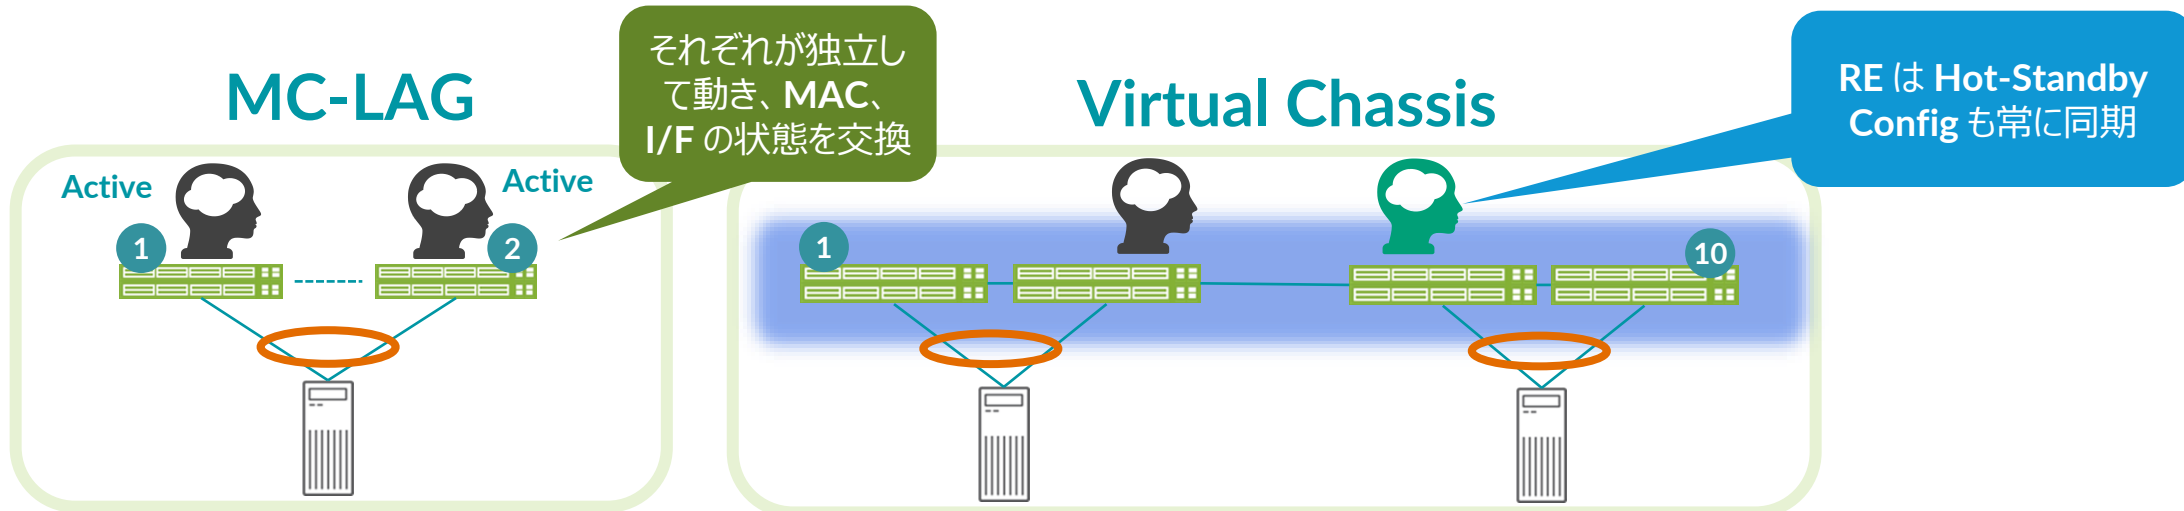 MC-LAG
それぞれが独立し
て動き、MAC、
I/F の状態を交換
Active
Active
1
2
Virtual Chassis
RE は Hot-Standby
Config も常に同期
1
10